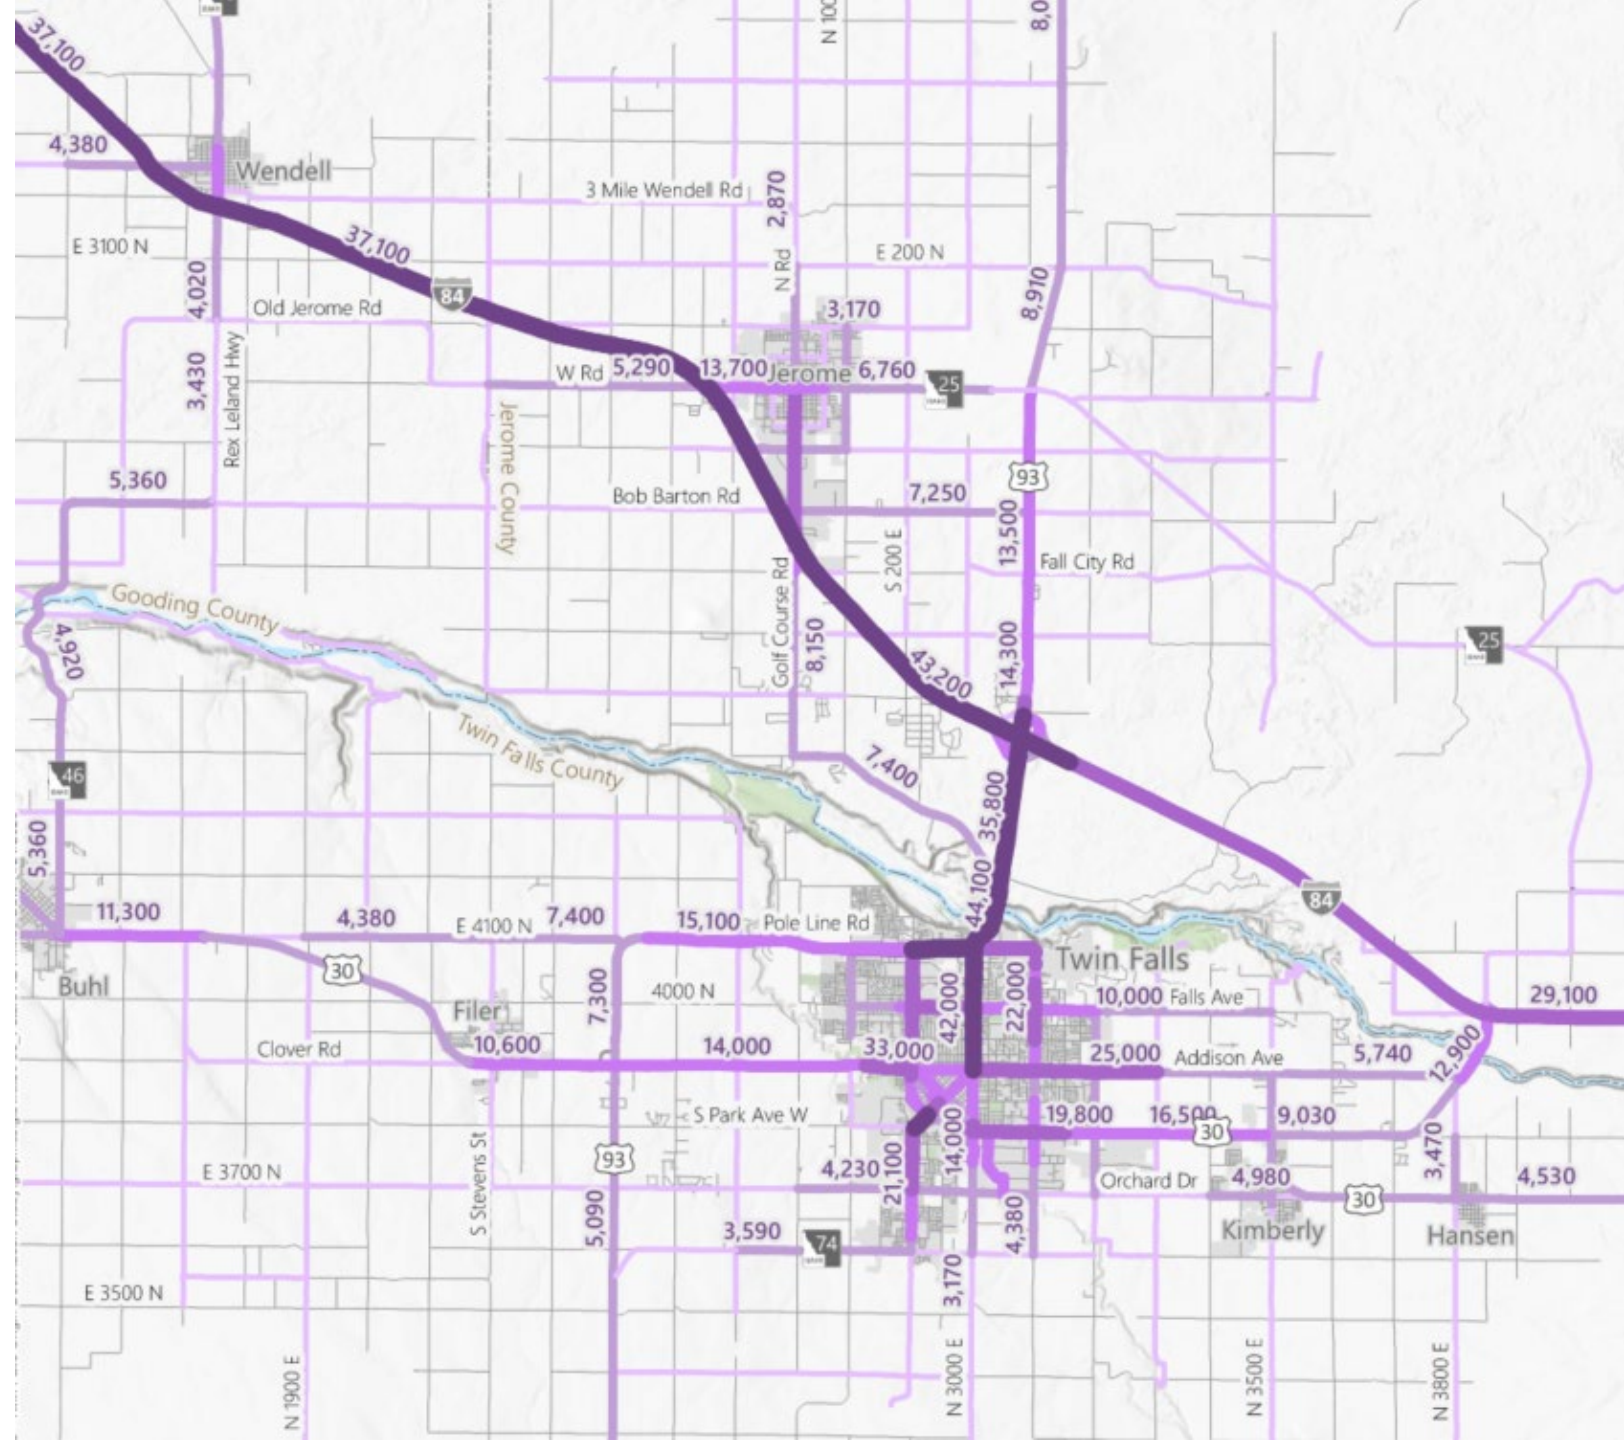 37,100
8,0
N 100
4,380
Wendell
3 Mile Wendell Rd
2,870
E 3100 N
37,100
E 200 N
4,020
84
N Rd
8,910
Old Jerome Rd
3,170
3,430
Rex Leland Hwy
W Rd
5,290
13,700
Jerome
6,760
25
Jerome County
93
5,360
Bob Barton Rd
7,250
13,500
S 200 E
Fall City Rd
Golf Course Rd
Gooding County
4,920
8,150
14,300
25
43,200
Twin Falls County
46
7,400
35,800
5,360
44,100
84
11,300
4,380
E 4100 N
7,400
15,100
Pole Line Rd
30
Twin Falls
Buhl
7,300
4000 N
42,000
22,000
10,000
Falls Ave
29,100
Filer
Clover Rd
10,600
14,000
33,000
25,000
Addison Ave
5,740
12,900
S Park Ave W
19,800
16,500
30
9,030
14,000
3,470
93
E 3700 N
S Stevens St
4,230
21,100
Orchard Dr
4,980
30
4,530
5,090
3,590
74
4,380
Kimberly
Hansen
3,170
E 3500 N
N 1900 E
N 3000 E
N 3500 E
N 3800 E